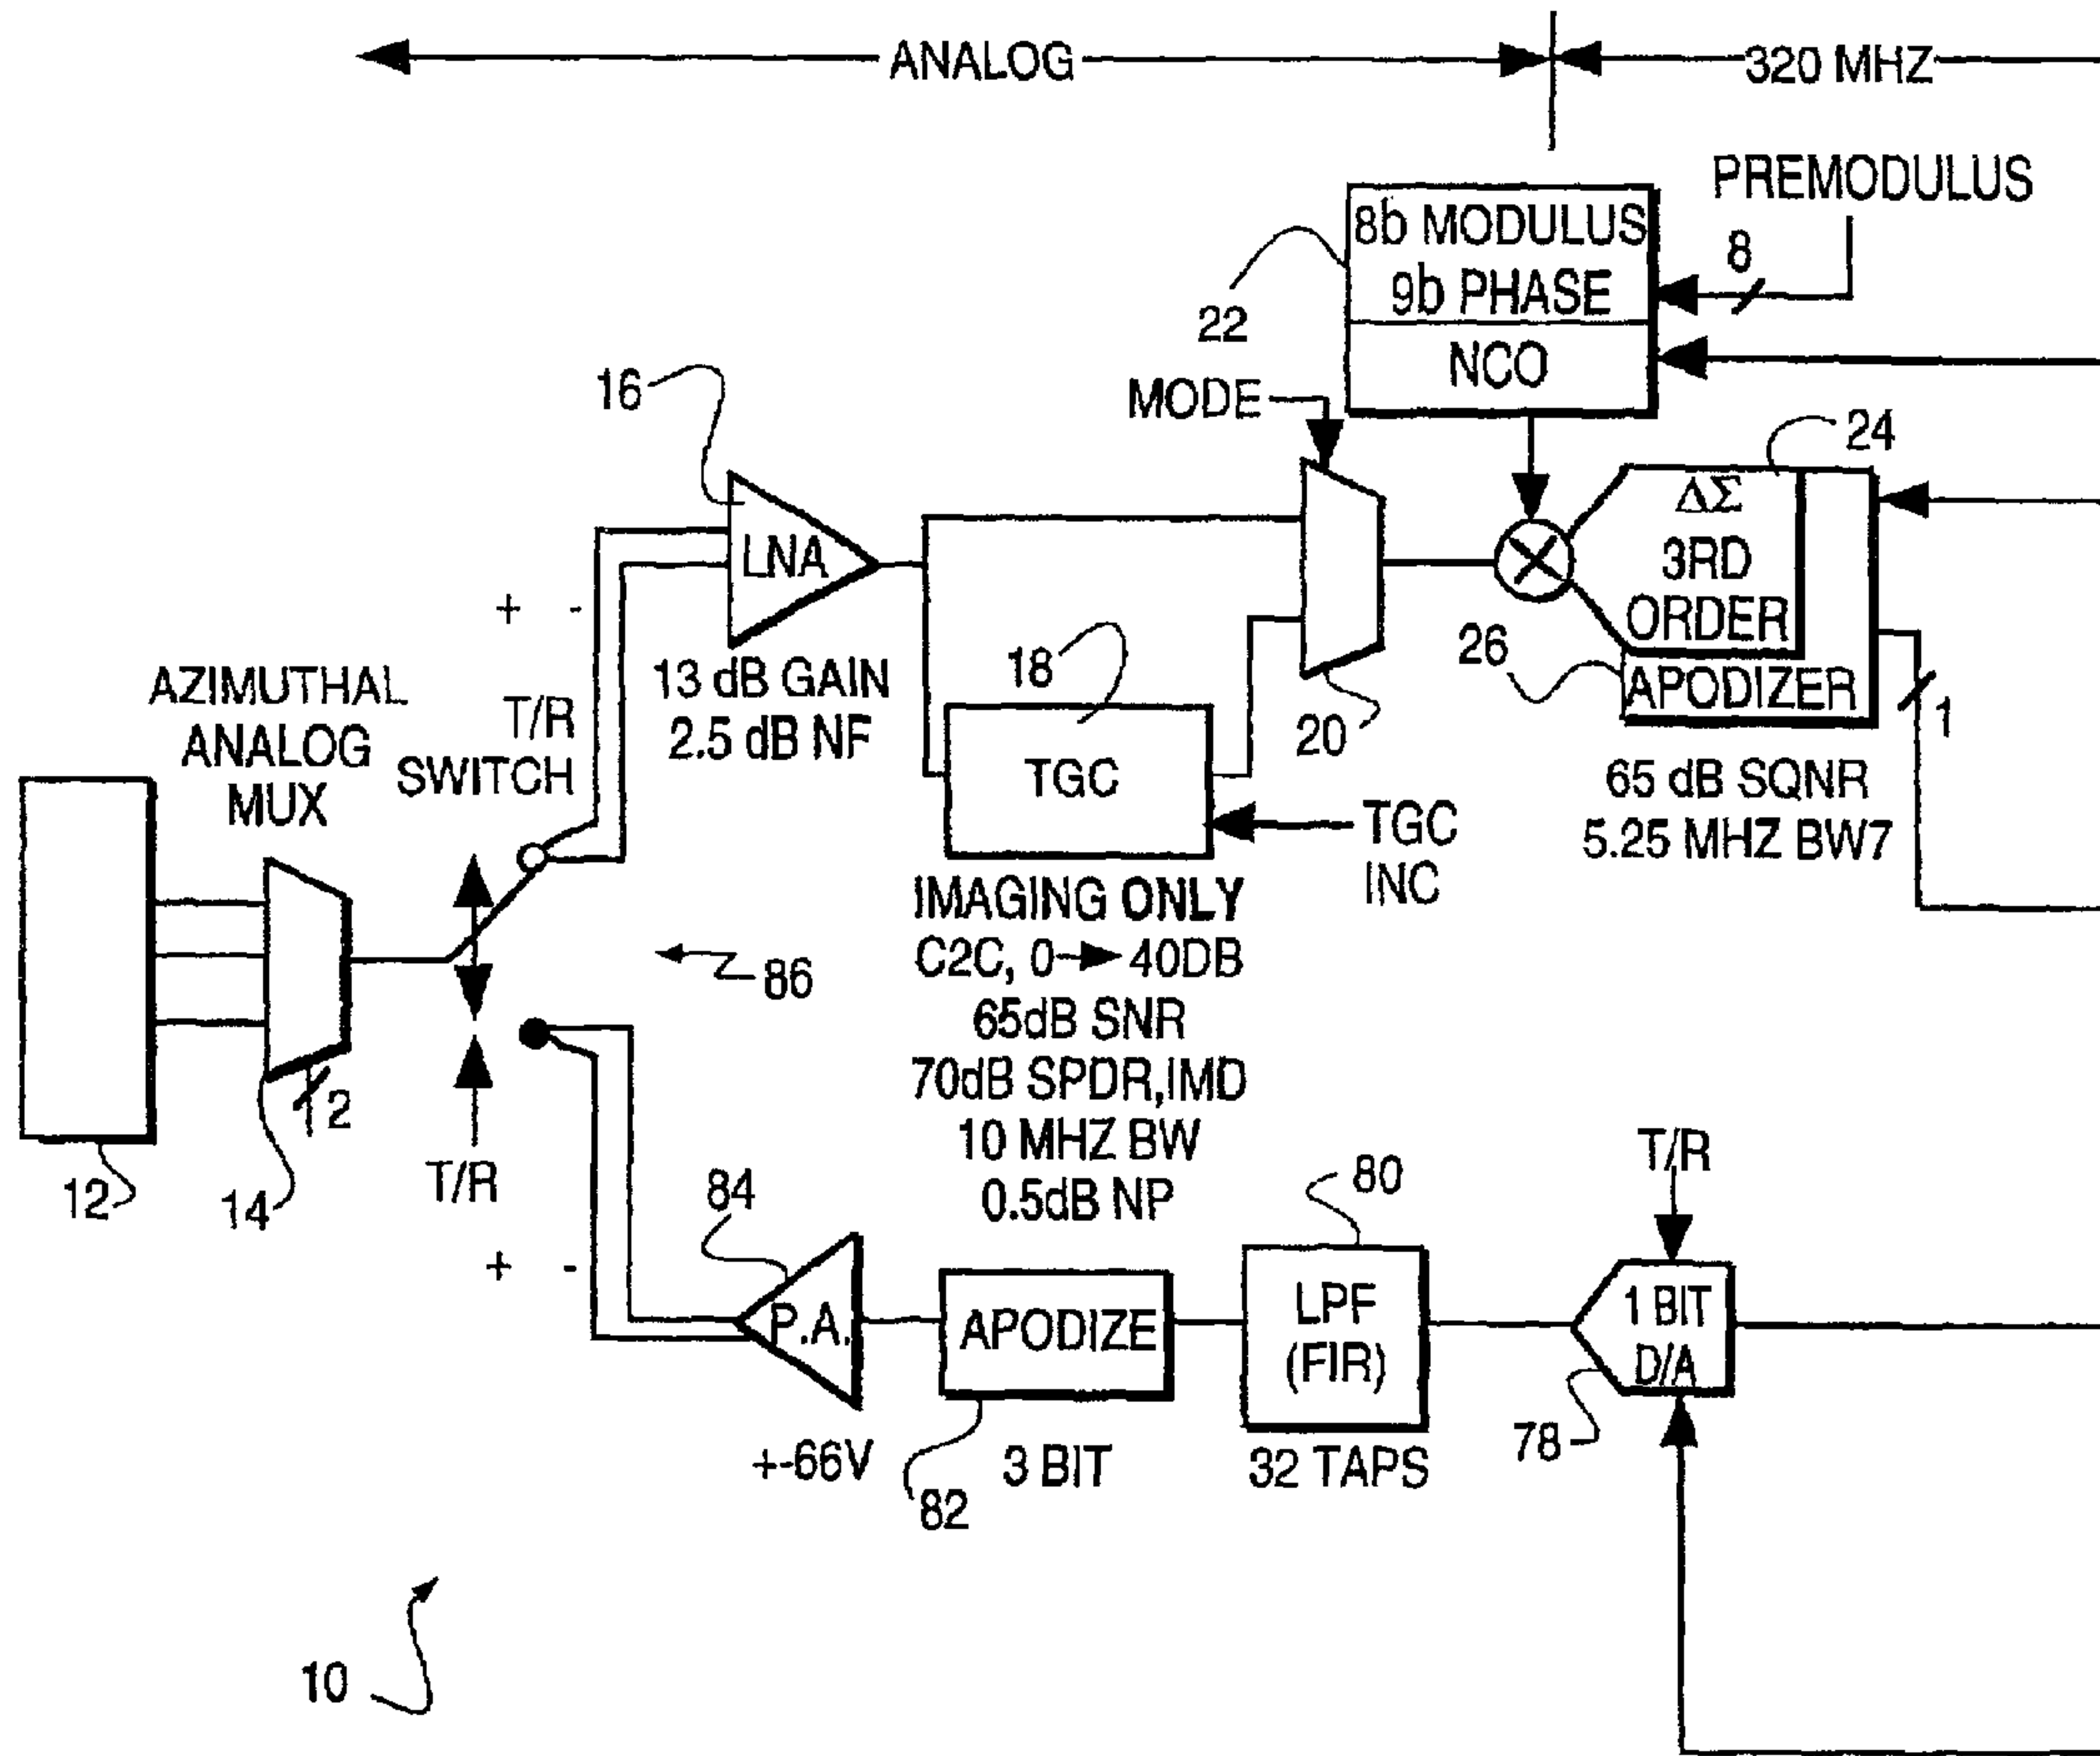 ANALOG
320 MHZ
PREMODULUS
8
8b MODULUS
9b PHASE
NCO
22
MODE
16
24
LNA
ΔΣ
3RD
ORDER
APODIZER
26
1
+ -
13 dB GAIN
2.5 dB NF
18
TGC
20
65 dB SQNR
5.25 MHZ BW7
TGC
INC
AZIMUTHAL
ANALOG
MUX
T/R
SWITCH
IMAGING ONLY
C2C, 0 40DB
65dB SNR
70dB SPDR,IMD
10 MHZ BW
0.5dB NP
86
2
12
14
T/R
84
80
T/R
+ -
P.A.
APODIZE
LPF
(FIR)
1 BIT
D/A
78
+-66V
3 BIT
32 TAPS
82
10